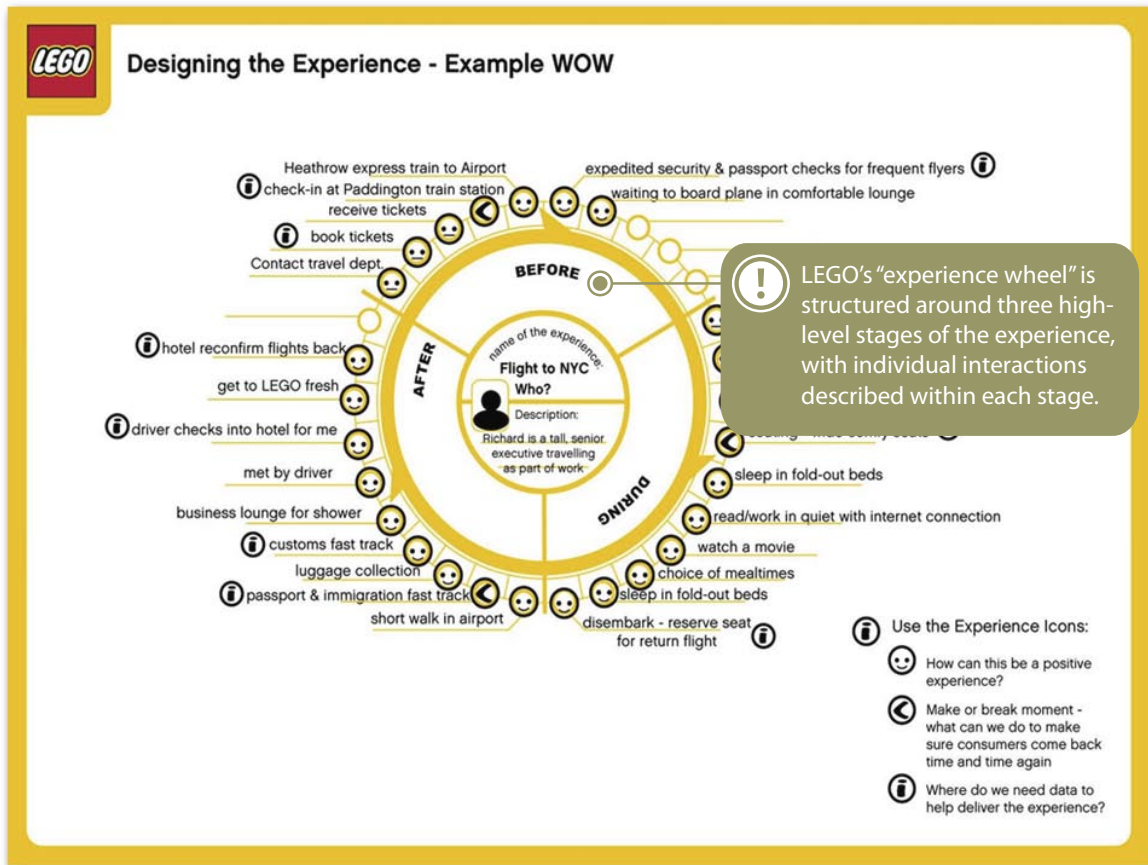 LEGO
Designing the Experience - Example WOW
Heathrow express train to Airport
check-in at Paddington train station
receive tickets
book tickets
Contact travel dept.
expedited security & passport checks for frequent flyers
waiting to board plane in comfortable lounge
BEFORE
!
LEGO's “experience wheel” is
structured around three high-
level stages of the experience,
with individual interactions
described within each stage.
hotel reconfirm flights back
get to LEGO fresh
driver checks into hotel for me
met by driver
business lounge for shower
customs fast track
luggage collection
passport & immigration fast track
short walk in airport
AFTER
name of the experience:
Flight to NYC
Who?
Description:
Richard is a tall, senior
executive travelling
as part of work
DURING
sleep in fold-out beds
read/work in quiet with internet connection
watch a movie
choice of mealtimes
sleep in fold-out beds
disembark - reserve seat
for return flight
Use the Experience Icons:
How can this be a positive
experience?
Make or break moment -
what can we do to make
sure consumers come back
time and time again
Where do we need data to
help deliver the experience?